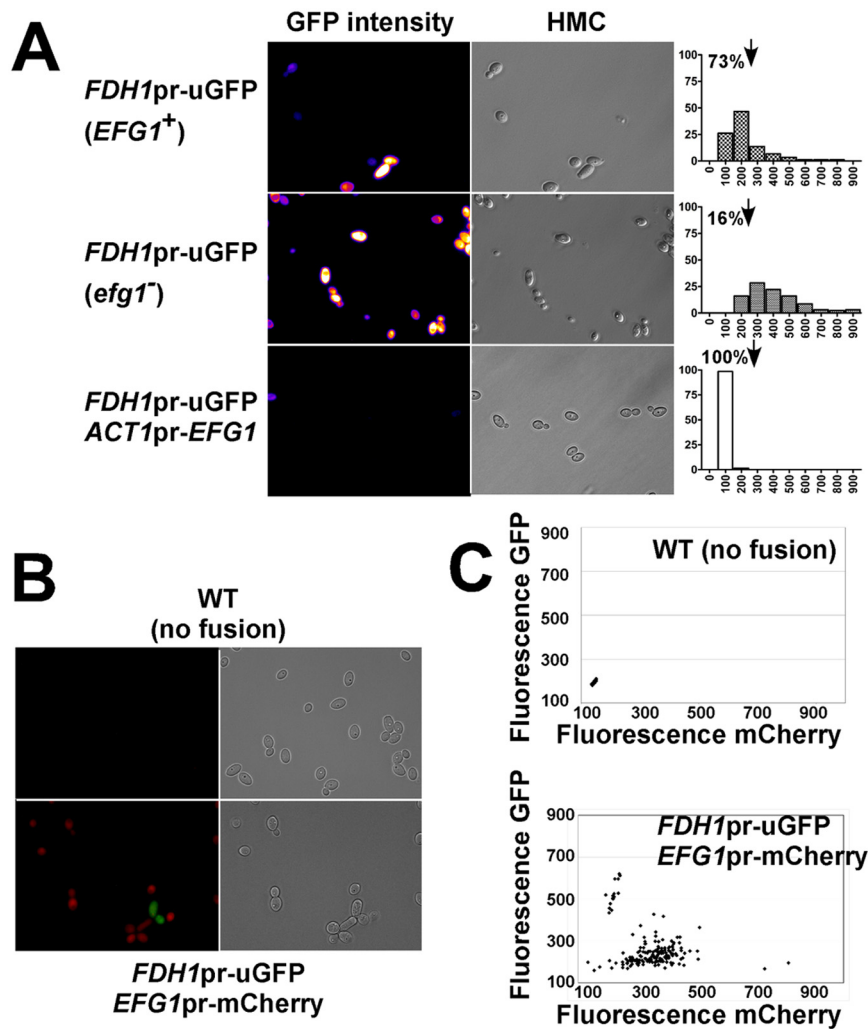 A
GFP intensity
HMC
FDH1pr-uGFP
(EFG1+)
73%
100
75
50
25
0
0 100 200 300 400 500 600 700 800 900
FDH1pr-uGFP
(efg1-)
16%
100
75
50
25
0
0 100 200 300 400 500 600 700 800 900
FDH1pr-uGFP
ACT1pr-EFG1
100%
100
75
50
25
0
0 100 200 300 400 500 600 700 800 900
B
WT
(no fusion)
FDH1pr-uGFP
EFG1pr-mCherry
C
Fluorescence GFP
900
700
500
300
100
WT (no fusion)
100 300 500 700 900
Fluorescence mCherry
Fluorescence GFP
900
700
500
300
100
FDH1pr-uGFP
EFG1pr-mCherry
100 300 500 700 900
Fluorescence mCherry